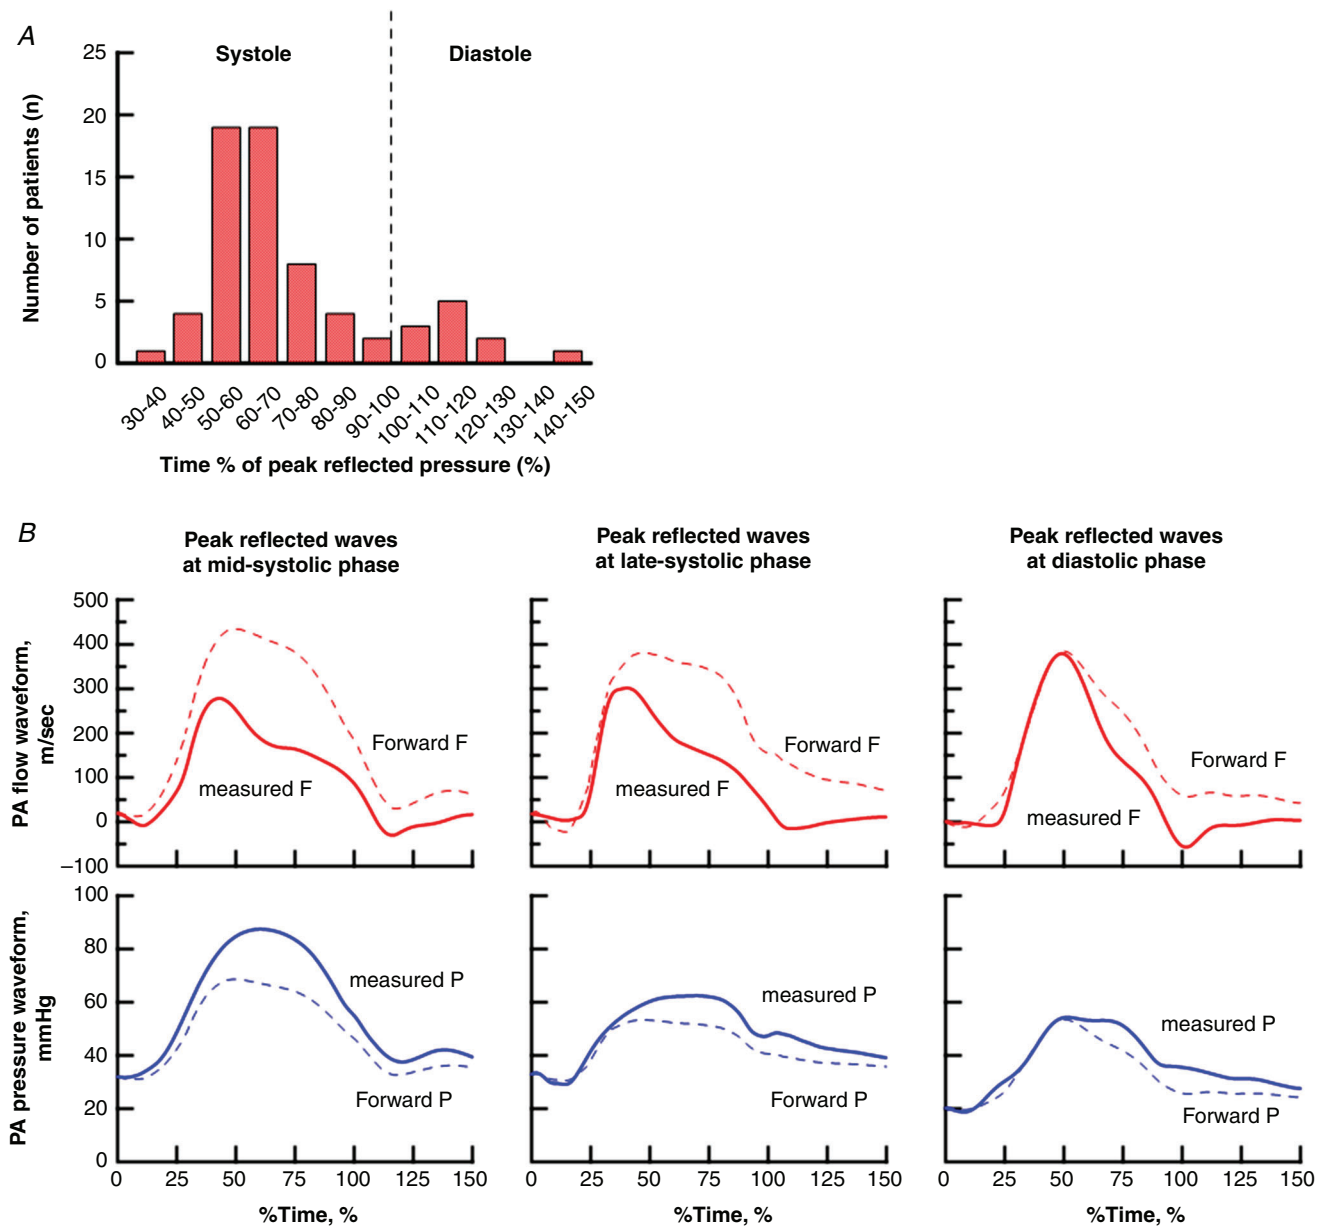 A
Systole
Diastole
Number of patients (n)
25
20
15
10
5
0
30-40
40-50
50-60
60-70
70-80
80-90
90-100
100-110
110-120
120-130
130-140
140-150
Time % of peak reflected pressure (%)
B
Peak reflected waves
at mid-systolic phase
Peak reflected waves
at late-systolic phase
Peak reflected waves
at diastolic phase
PA flow waveform,
m/sec
500
400
300
200
100
0
−100
Forward F
measured F
Forward F
measured F
Forward F
measured F
PA pressure waveform,
mmHg
100
80
60
40
20
0
measured P
Forward P
measured P
Forward P
measured P
Forward P
0 25 50 75 100 125 150
0 25 50 75 100 125 150
0 25 50 75 100 125 150
%Time, %
%Time, %
%Time, %